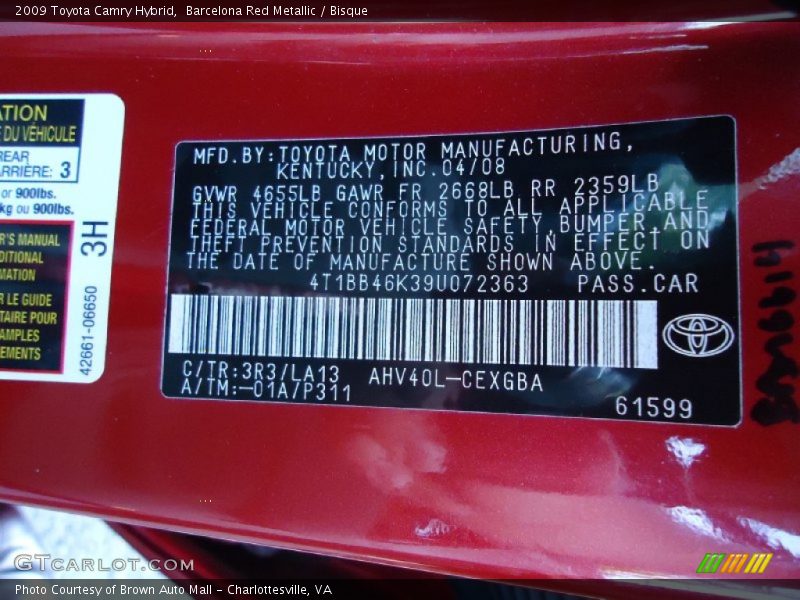 2009 Toyota Camry Hybrid, Barcelona Red Metallic / Bisque
ATION
DU VÉHICULE
REAR
ARRIÈRE: 3
or 900lbs.
kg ou 900lbs.
R'S MANUAL
DITIONAL
MATION
R LE GUIDE
TAIRE POUR
AMPLES
EMENTS
3H
42661-06650
MFD.BY:TOYOTA MOTOR MANUFACTURING,
KENTUCKY,INC.04/08
GVWR 4655LB GAWR FR 2668LB RR 2359LB
THIS VEHICLE CONFORMS TO ALL APPLICABLE
FEDERAL MOTOR VEHICLE SAFETY,BUMPER,AND
THEFT PREVENTION STANDARDS IN EFFECT ON
THE DATE OF MANUFACTURE SHOWN ABOVE.
4T1BB46K39U072363 PASS.CAR
C/TR:3R3/LA13 AHV40L-CEXGBA
A/TM:-01A/P311
61599
GTCARLOT.COM
Photo Courtesy of Brown Auto Mall - Charlottesville, VA